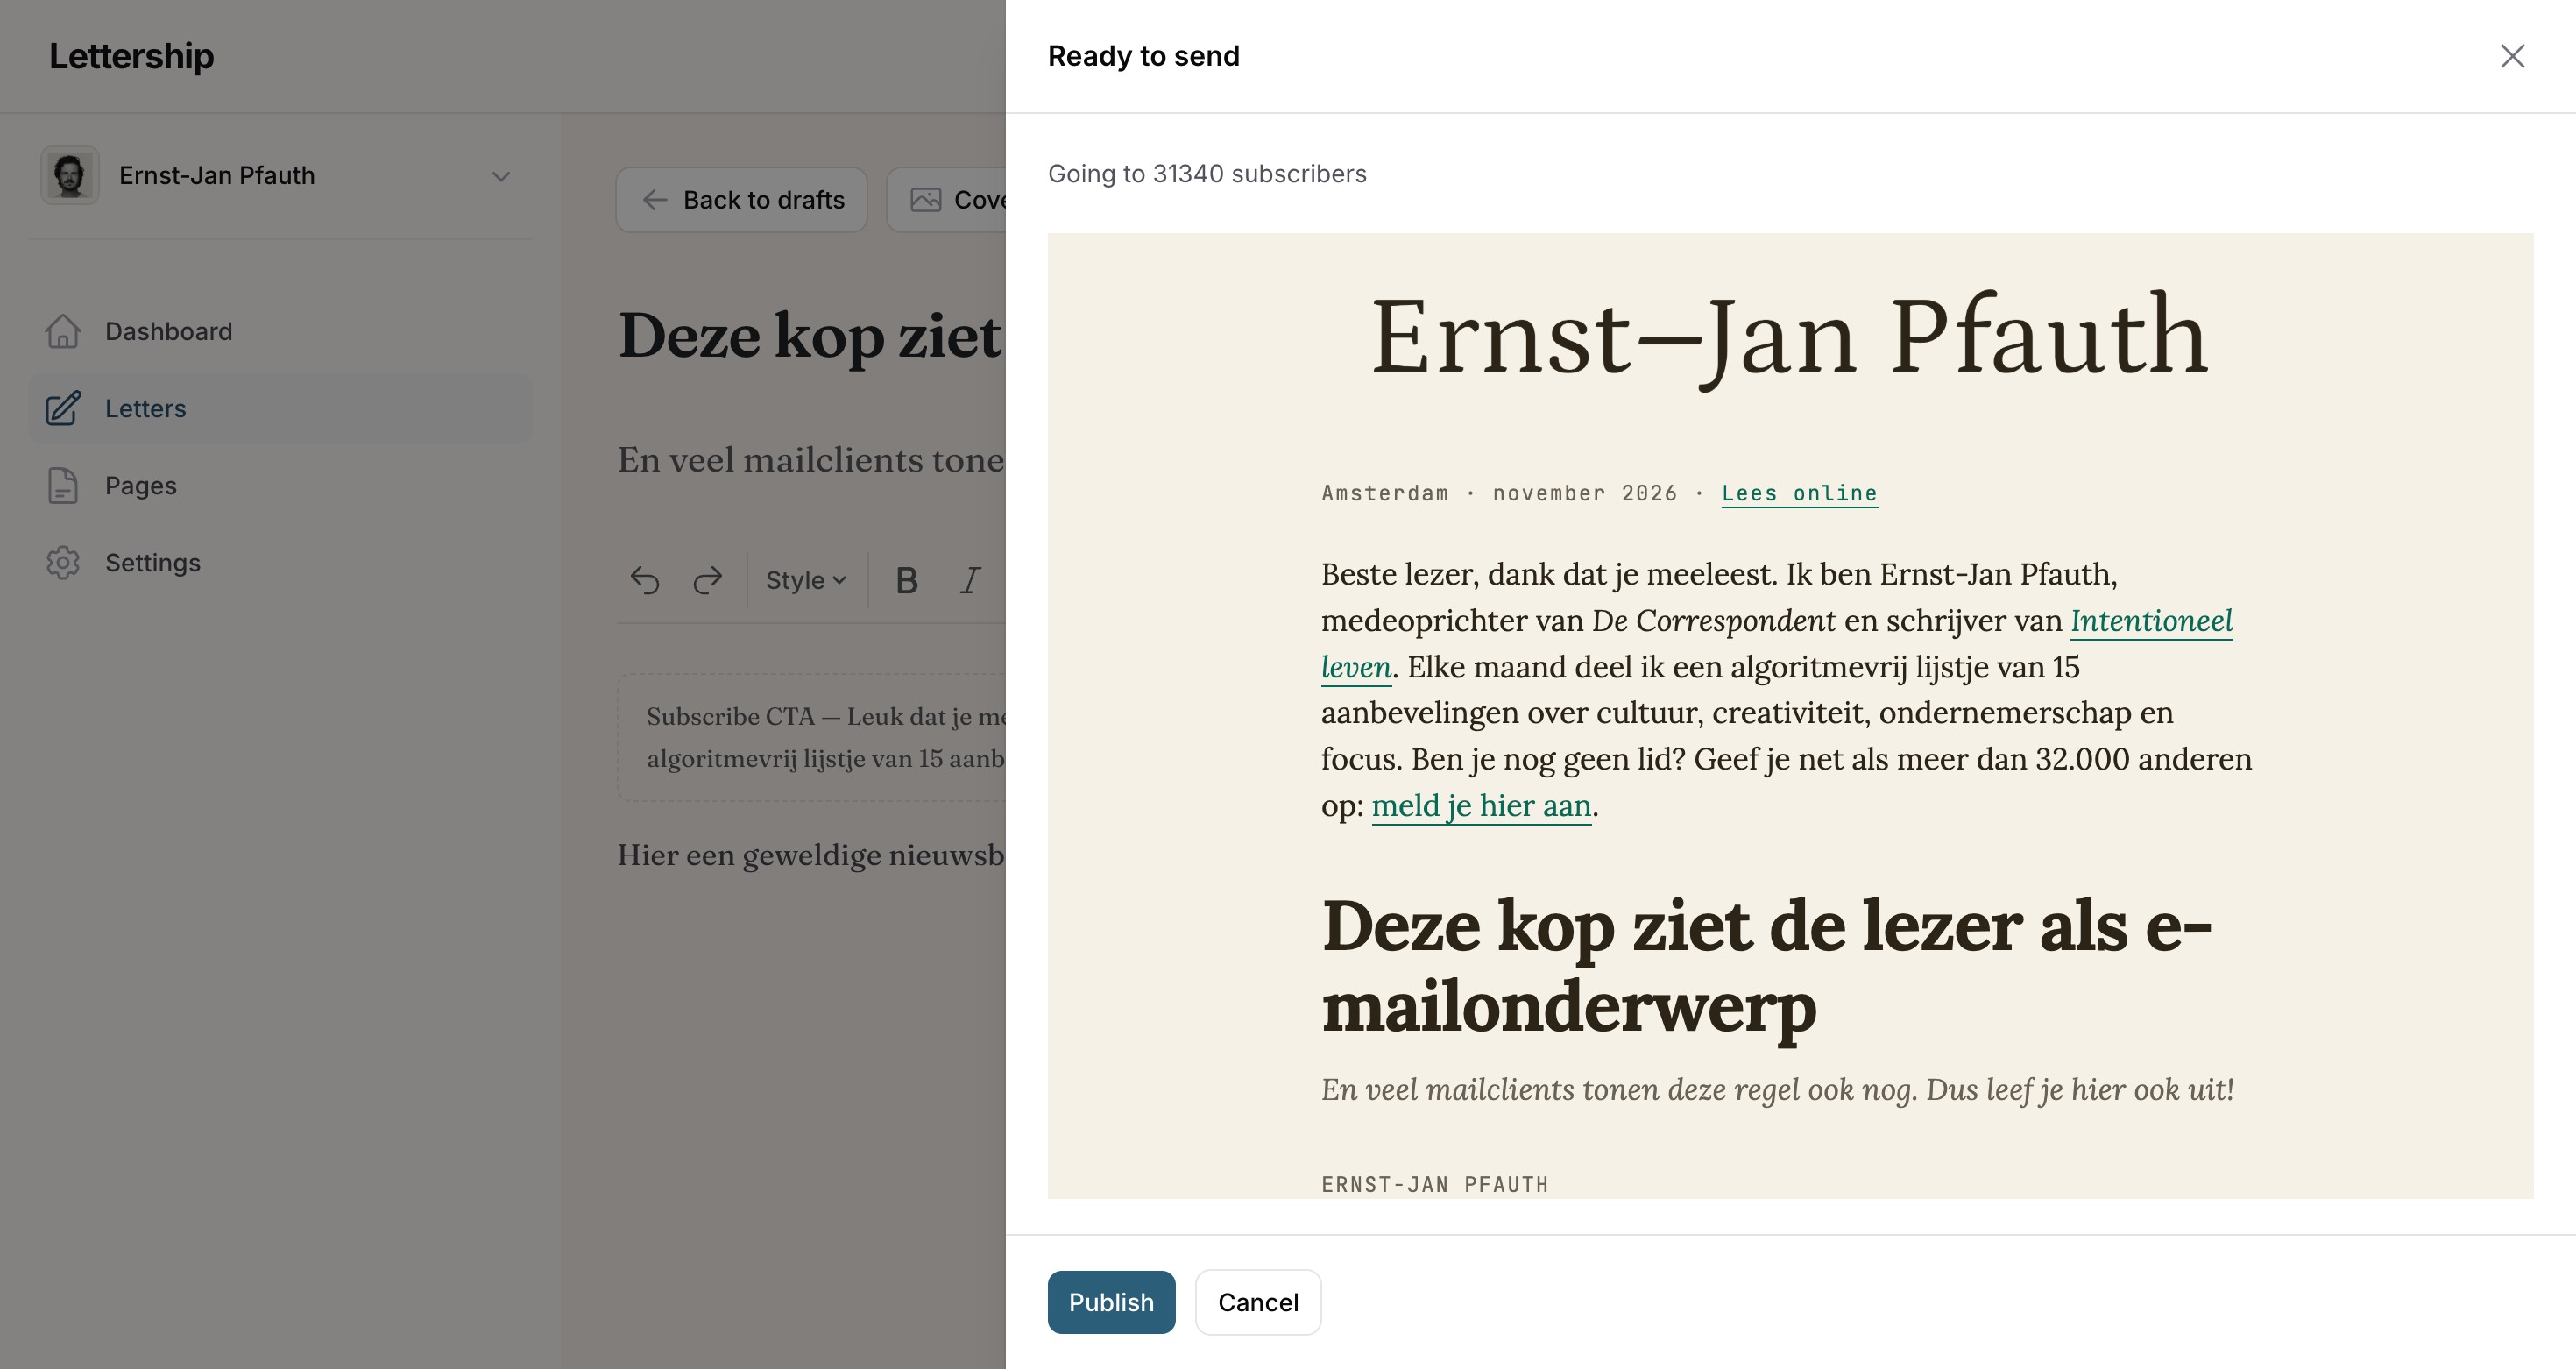 Lettership
Ernst-Jan Pfauth
Dashboard
Letters
Pages
Settings
Back to drafts
Deze kop ziet
En veel mailclients
Style
B I
Subscribe CTA — Leuk dat je
algoritmevrij lijstje van 15
Hier een geweldige
Ready to send
Going to 31340 subscribers
Ernst-Jan Pfauth
Amsterdam · november 2026 · Lees online
Beste lezer, dank dat je meeleest. Ik ben Ernst-Jan Pfauth,
medeoprichter van De Correspondent en schrijver van Intentioneel
leven. Elke maand deel ik een algoritmevrij lijstje van 15
aanbevelingen over cultuur, creativiteit, ondernemerschap en
focus. Ben je nog geen lid? Geef je net als meer dan 32.000 anderen
op: meld je hier aan.
Deze kop ziet de lezer als e-
mailonderwerp
En veel mailclients tonen deze regel ook nog. Dus leef je hier ook uit!
ERNST-JAN PFAUTH
Publish
Cancel